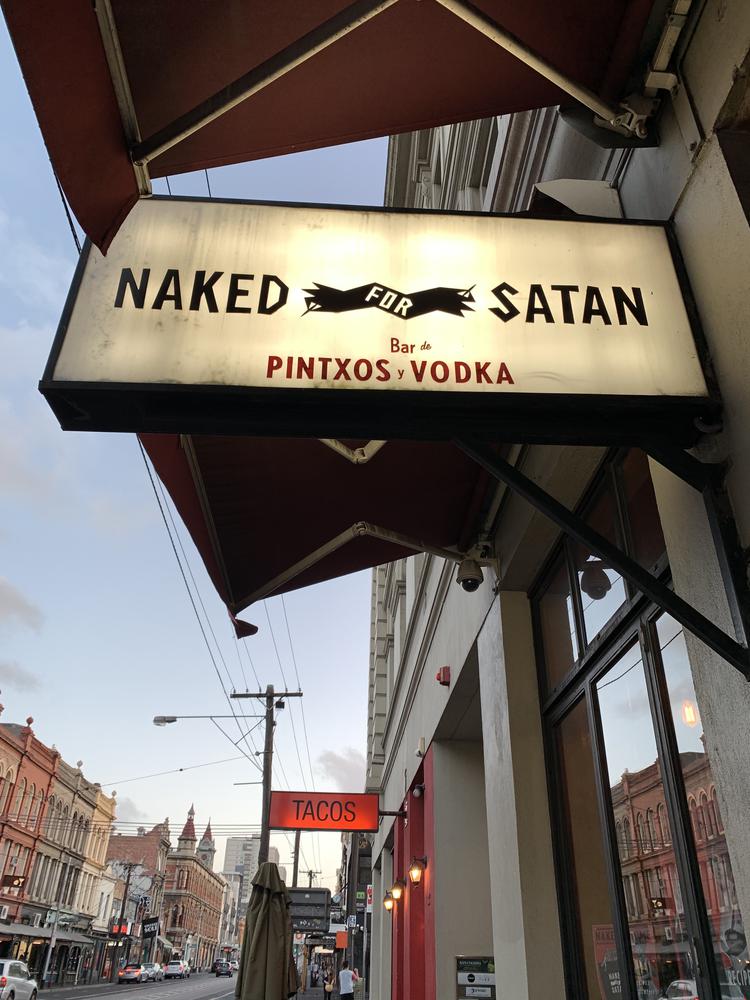 NAKED FOR SATAN
Bar de
PINTXOS y VODKA
TACOS